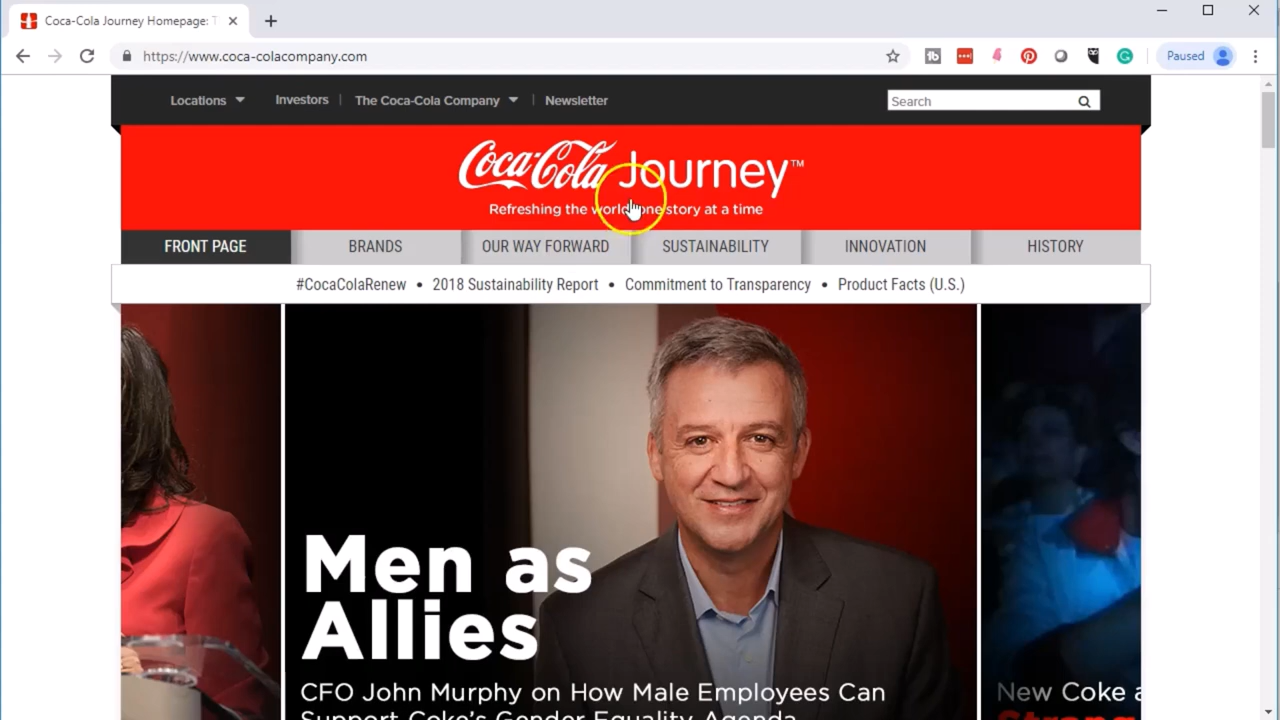 Coca-Cola Journey Homepage: T
https://www.coca-colacompany.com
Paused
Locations
Investors
The Coca-Cola Company
Newsletter
Search
Coca-Cola Journey™
Refreshing the world, one story at a time
FRONT PAGE
BRANDS
OUR WAY FORWARD
SUSTAINABILITY
INNOVATION
HISTORY
#CocaColaRenew • 2018 Sustainability Report • Commitment to Transparency • Product Facts (U.S.)
Men as
Allies
CFO John Murphy on How Male Employees Can
Support Coke's Gender Equality Agenda
New Coke a